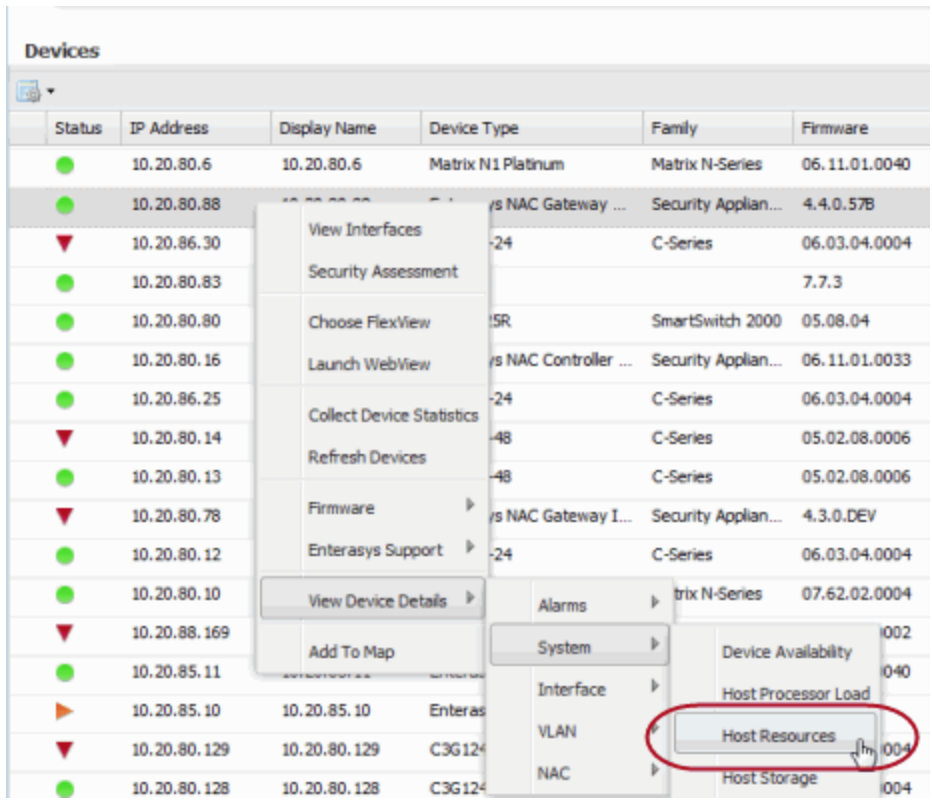 Devices
Status IP Address Display Name Device Type Family Firmware
10.20.80.6 10.20.80.6 Matrix N1 Platinum Matrix N-Series 06.11.01.0040
10.20.80.88 ys NAC Gateway ... Security Applian... 4.4.0.57B
View Interfaces
10.20.86.30 -24 C-Series 06.03.04.0004
Security Assessment
10.20.80.83 7.7.3
Choose FlexView
10.20.80.80 25R SmartSwitch 2000 05.08.04
Launch WebView
10.20.80.16 ys NAC Controller ... Security Applian... 06.11.01.0033
10.20.86.25 -24 C-Series 06.03.04.0004
Collect Device Statistics
10.20.80.14 -48 C-Series 05.02.08.0006
Refresh Devices
10.20.80.13 -48 C-Series 05.02.08.0006
Firmware
10.20.80.78 ys NAC Gateway I... Security Applian... 4.3.0.DEV
Enterasys Support
10.20.80.12 -24 C-Series 06.03.04.0004
10.20.80.10 trix N-Series 07.62.02.0004
View Device Details Alarms
10.20.88.169 002
Add To Map System Device Availability
10.20.85.11 040
Interface Host Processor Load
10.20.85.10 10.20.85.10 Enteras
VLAN Host Resources
10.20.80.129 10.20.80.129 C3G124 004
NAC Host Storage
10.20.80.128 10.20.80.128 C3G124 004